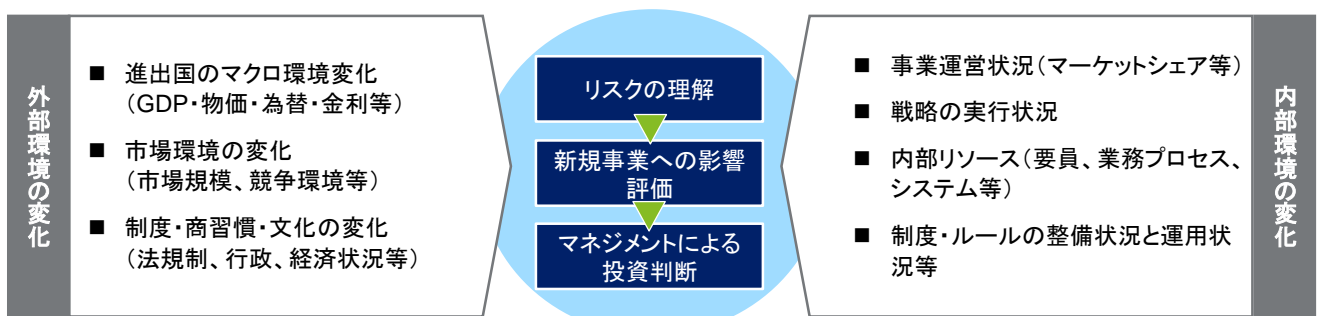 外部環境の変化
■ 進出国のマクロ環境変化
(GDP・物価・為替・金利等)
■ 市場環境の変化
(市場規模、競争環境等)
■ 制度・商習慣・文化の変化
(法規制、行政、経済状況等)
リスクの理解
新規事業への影響
評価
マネジメントによる
投資判断
■ 事業運営状況(マーケットシェア等)
■ 戦略の実行状況
■ 内部リソース(要員、業務プロセス、
システム等)
■ 制度・ルールの整備状況と運用状
況等
内部環境の変化